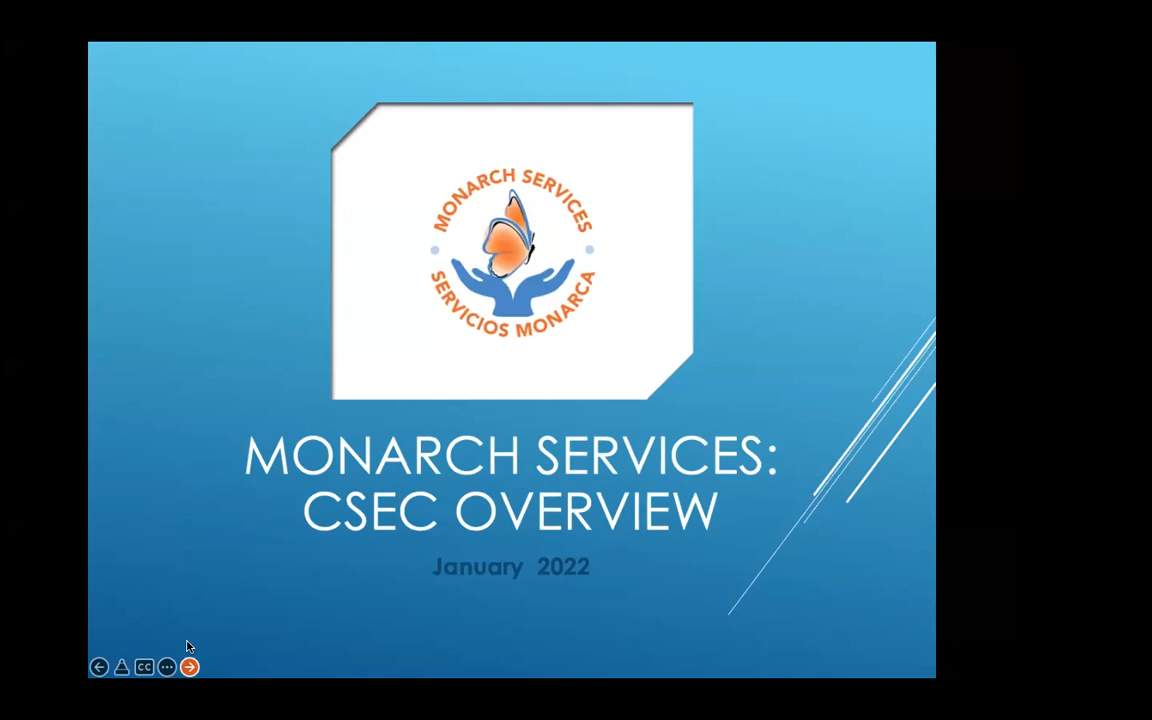 MONARCH SERVICES
SERVICIOS MONARCA
MONARCH SERVICES:
CSEC OVERVIEW
January 2022
CC